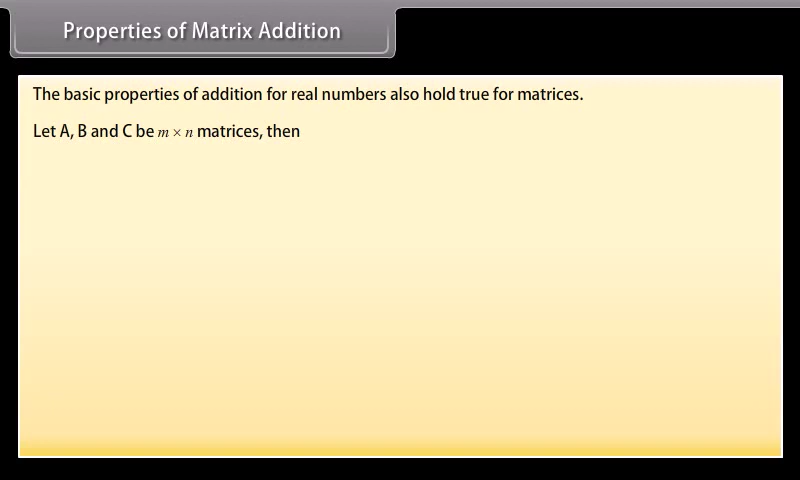 Properties of Matrix Addition
The basic properties of addition for real numbers also hold true for matrices.
Let A, B and C be m × n matrices, then